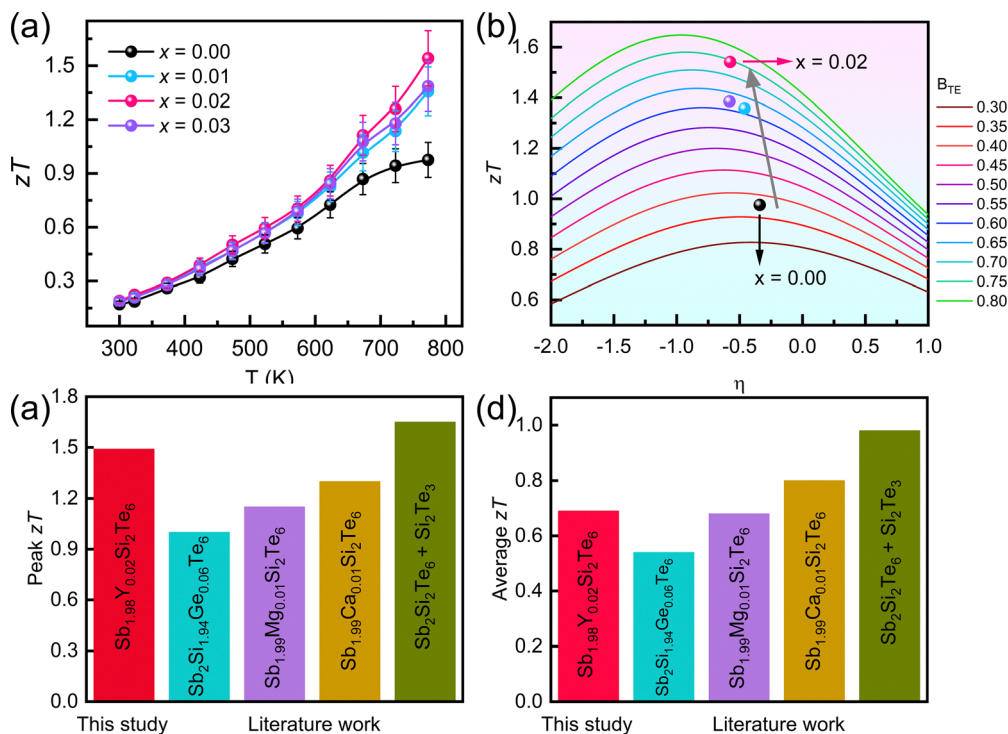 (a)
x = 0.00
x = 0.01
x = 0.02
x = 0.03
zT
1.5
1.2
0.9
0.6
0.3
300 400 500 600 700 800
T (K)
(b)
x = 0.02
x = 0.00
zT
1.6
1.4
1.2
1.0
0.8
0.6
-2.0 -1.5 -1.0 -0.5 0.0 0.5 1.0
η
B_TE
0.30
0.35
0.40
0.45
0.50
0.55
0.60
0.65
0.70
0.75
0.80
(a)
Peak zT
1.8
1.5
1.2
0.9
0.6
0.3
0.0
Sb₁.₉₈Y₀.₀₂Si₂Te₆
Sb₂Si₁.₉₄Ge₀.₀₆Te₆
Sb₁.₉₉Mg₀.₀₁Si₂Te₆
Sb₁.₉₉Ca₀.₀₁Si₂Te₆
Sb₂Si₂Te₆ + Si₂Te₃
This study Literature work
(d)
Average zT
1.0
0.8
0.6
0.4
0.2
0.0
Sb₁.₉₈Y₀.₀₂Si₂Te₆
Sb₂Si₁.₉₄Ge₀.₀₆Te₆
Sb₁.₉₉Mg₀.₀₁Si₂Te₆
Sb₁.₉₉Ca₀.₀₁Si₂Te₆
Sb₂Si₂Te₆ + Si₂Te₃
This study Literature work